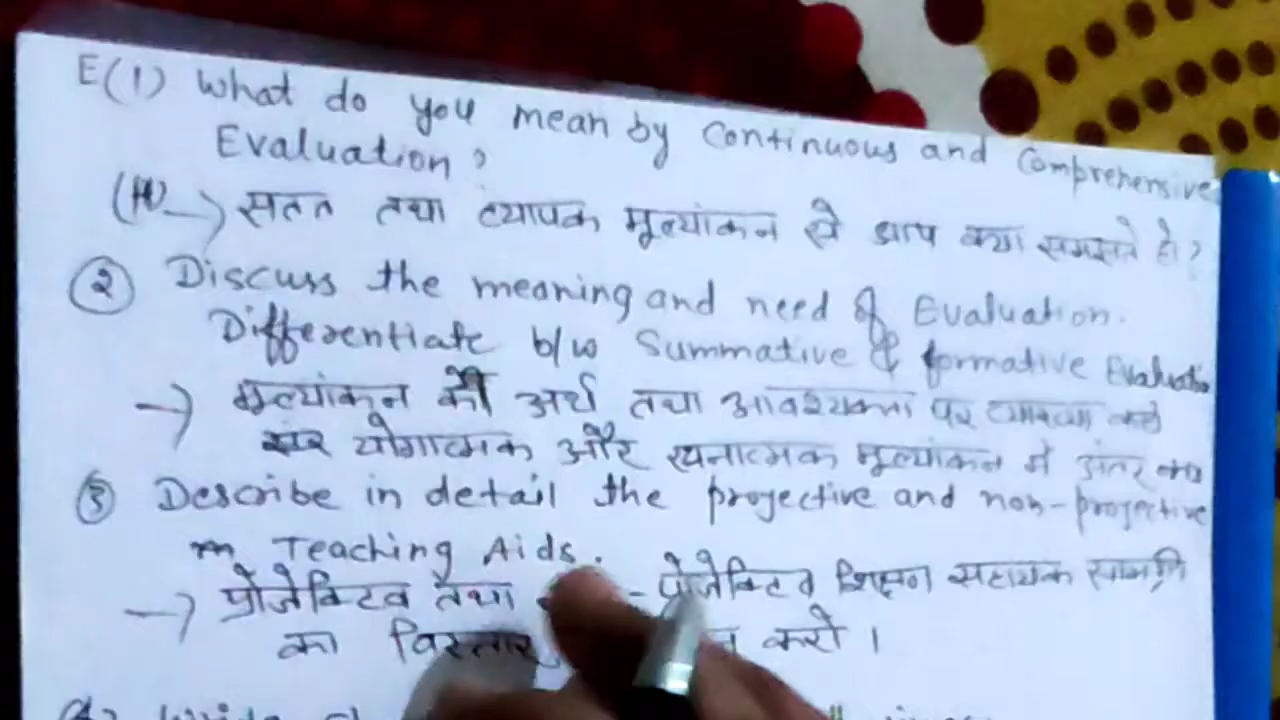 E(1) What do you mean by Continuous and Comprehensive
Evaluation?
(H) → सतत तथा व्यापक मूल्यांकन से आप क्या समझते हो?
② Discuss the meaning and need of Evaluation.
Differentiate b/w Summative & formative Evaluatio
→ मूल्यांकन की अर्थ तथा आवश्यकता पर व्याख्या करो
योगात्मक और रचनात्मक मूल्यांकन में अंतर
③ Describe in detail the projective and non-projective
Teaching Aids.
→ प्रोजेक्टिव तथा - प्रोजेक्टिव शिक्षण सहायक सामग्री
का विस्तार करो ।